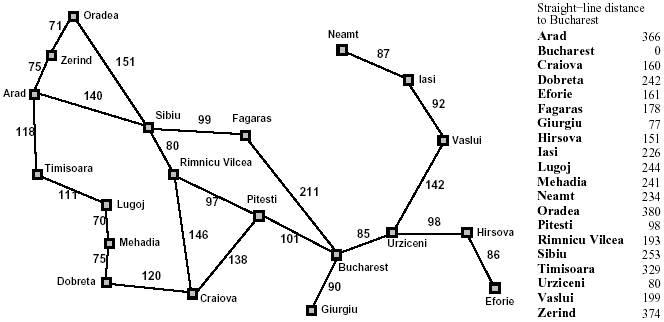 Straight−line distance
to Bucharest
Arad 366
Bucharest 0
Craiova 160
Dobreta 242
Eforie 161
Fagaras 178
Giurgiu 77
Hirsova 151
Iasi 226
Lugoj 244
Mehadia 241
Neamt 234
Oradea 380
Pitesti 98
Rimnicu Vilcea 193
Sibiu 253
Timisoara 329
Urziceni 80
Vaslui 199
Zerind 374
Oradea
71
Neamt
Zerind
87
151
75
Iasi
Arad
140
92
Sibiu
Fagaras
99
118
Vaslui
80
Rimnicu Vilcea
Timisoara
142
111
211
Lugoj
97
Pitesti
70
98
Hirsova
85
146
101
Urziceni
Mehadia
138
86
75
Bucharest
120
Dobreta
90
Craiova
Eforie
Giurgiu